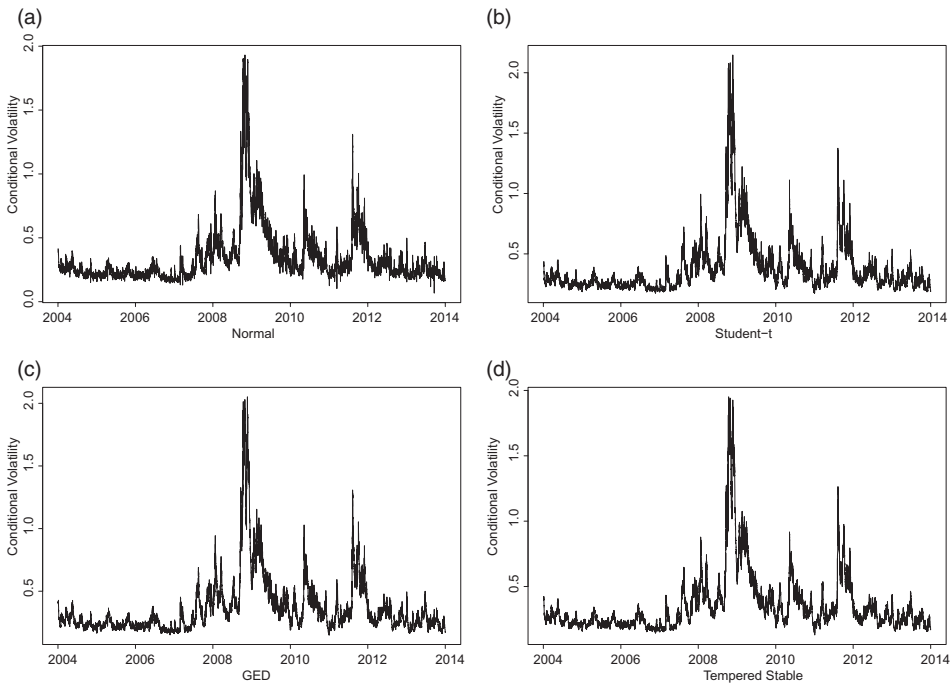 (a)
Conditional Volatility
0.0 0.5 1.0 1.5 2.0
2004 2006 2008 2010 2012 2014
Normal
(b)
Conditional Volatility
0.5 1.0 1.5 2.0
2004 2006 2008 2010 2012 2014
Student−t
(c)
Conditional Volatility
0.5 1.0 1.5 2.0
2004 2006 2008 2010 2012 2014
GED
(d)
Conditional Volatility
0.5 1.0 1.5 2.0
2004 2006 2008 2010 2012 2014
Tempered Stable